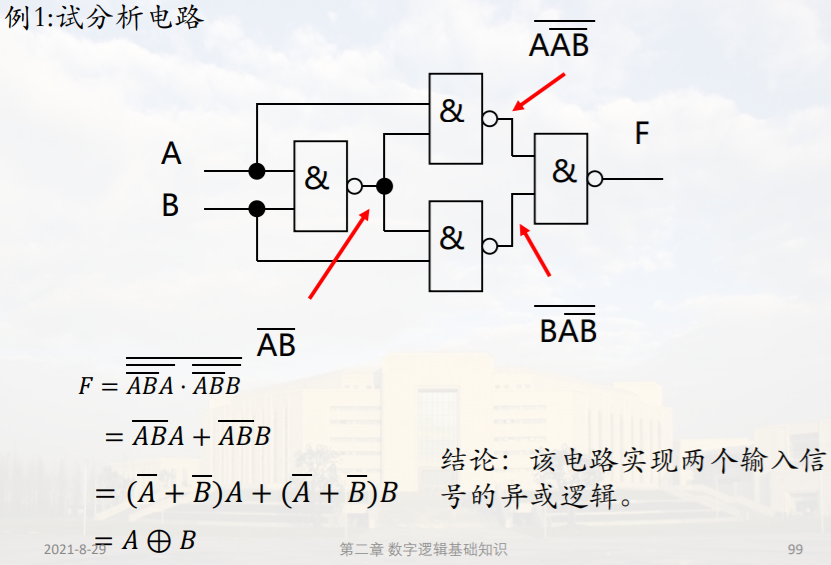 例1:试分析电路
$\overline{A\overline{AB}}$
&
&
&
&
F
A
B
$\overline{AB}$
$\overline{B\overline{AB}}$
$F = \overline{\overline{\overline{AB}A} \cdot \overline{\overline{AB}B}}$
$= \overline{AB}A + \overline{AB}B$
$= (\overline{A} + \overline{B})A + (\overline{A} + \overline{B})B$
$= A \oplus B$
结论：该电路实现两个输入信
号的异或逻辑。
2021-8-29
第二章 数字逻辑基础知识
99